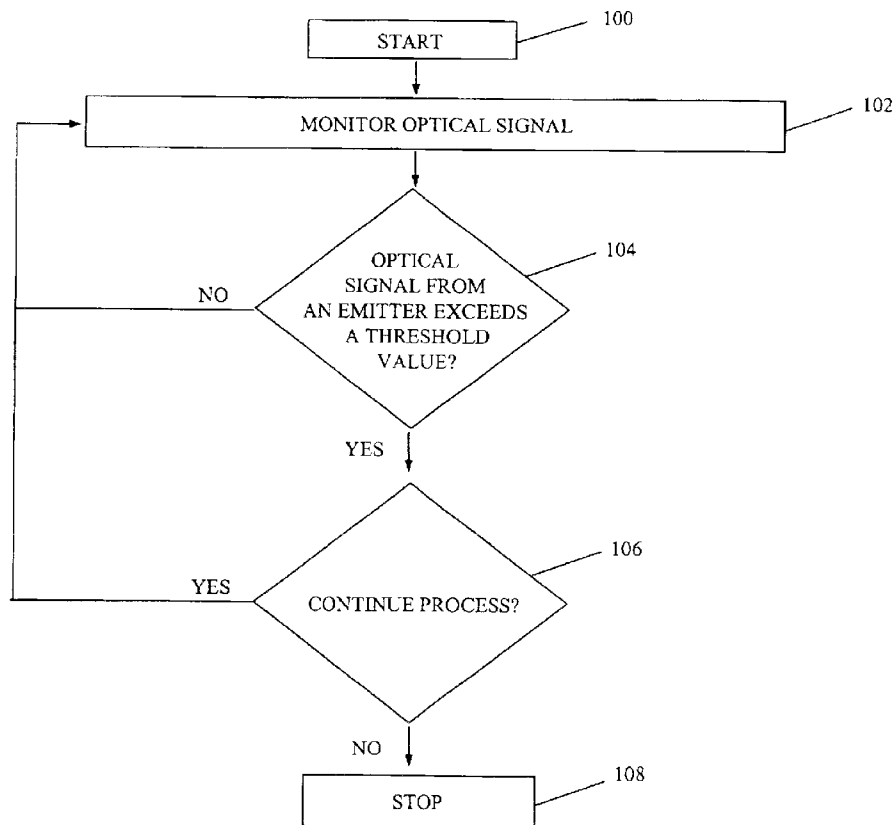 100
START
102
MONITOR OPTICAL SIGNAL
104
OPTICAL
SIGNAL FROM
AN EMITTER EXCEEDS
A THRESHOLD
VALUE?
NO
YES
106
YES
CONTINUE PROCESS?
NO
108
STOP